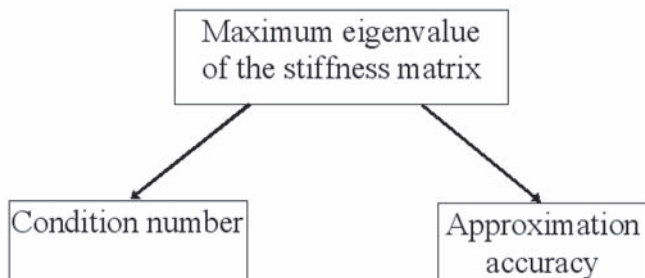 Maximum eigenvalue
of the stiffness matrix
Condition number
Approximation
accuracy